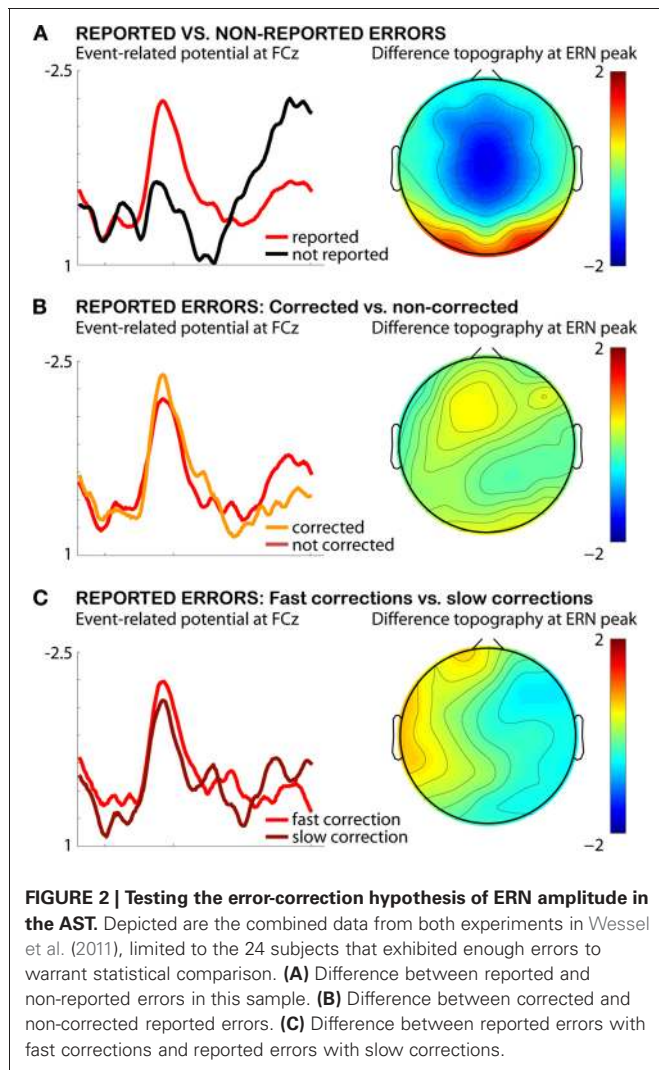 A REPORTED VS. NON-REPORTED ERRORS
Event-related potential at FCz
Difference topography at ERN peak
-2.5
1
reported
not reported
2
−2
B REPORTED ERRORS: Corrected vs. non-corrected
Event-related potential at FCz
Difference topography at ERN peak
-2.5
1
corrected
not corrected
2
−2
C REPORTED ERRORS: Fast corrections vs. slow corrections
Event-related potential at FCz
Difference topography at ERN peak
-2.5
1
fast correction
slow correction
2
−2
FIGURE 2 | Testing the error-correction hypothesis of ERN amplitude in
the AST. Depicted are the combined data from both experiments in Wessel
et al. (2011), limited to the 24 subjects that exhibited enough errors to
warrant statistical comparison. (A) Difference between reported and
non-reported errors in this sample. (B) Difference between corrected and
non-corrected reported errors. (C) Difference between reported errors with
fast corrections and reported errors with slow corrections.